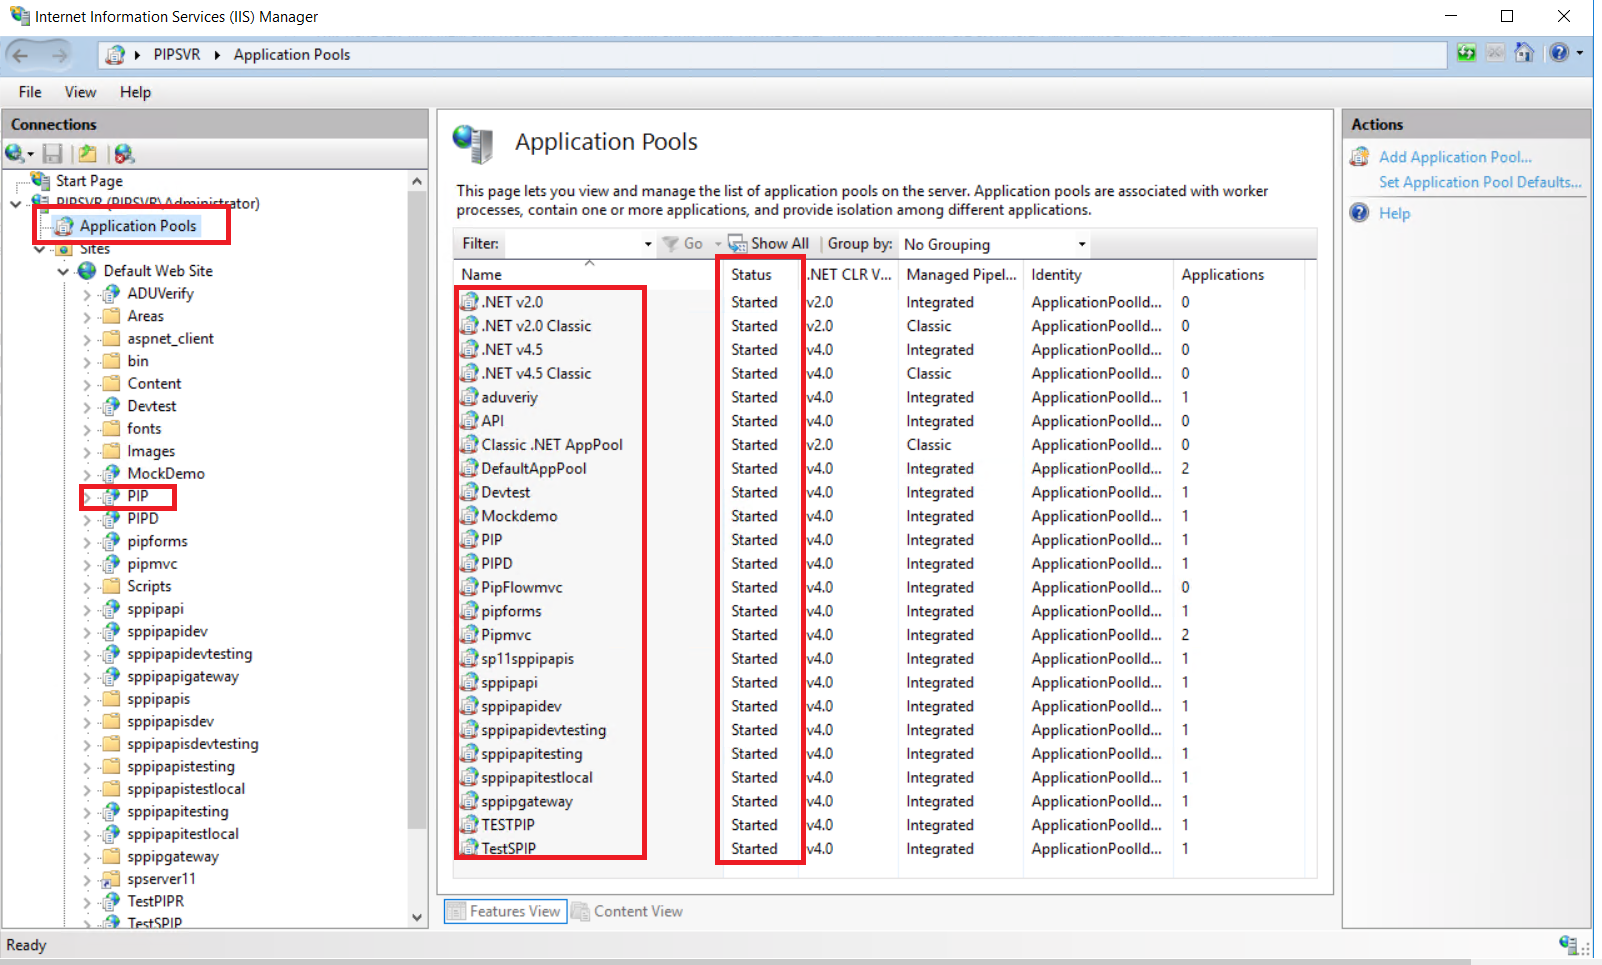 Internet Information Services (IIS) Manager
PIPSVR
Application Pools
File
View
Help
Connections
Start Page
PIPSVR (PIPSVR\Administrator)
Application Pools
Sites
Default Web Site
ADUVerify
Areas
aspnet_client
bin
Content
Devtest
fonts
Images
MockDemo
PIP
PIPD
pipforms
pipmvc
Scripts
sppipapi
sppipapidev
sppipapidevtesting
sppipapigateway
sppipapis
sppipapisdev
sppipapisdevtesting
sppipapistesting
sppipapistestlocal
sppipapitesting
sppipapitestlocal
sppipgateway
spserver11
TestPIPR
TestSPIP
Application Pools
This page lets you view and manage the list of application pools on the server. Application pools are associated with worker
processes, contain one or more applications, and provide isolation among different applications.
Filter: Go Show All Group by: No Grouping
Name Status .NET CLR V... Managed Pipel... Identity Applications
.NET v2.0 Started v2.0 Integrated ApplicationPoolId... 0
.NET v2.0 Classic Started v2.0 Classic ApplicationPoolId... 0
.NET v4.5 Started v4.0 Integrated ApplicationPoolId... 0
.NET v4.5 Classic Started v4.0 Classic ApplicationPoolId... 0
aduveriy Started v4.0 Integrated ApplicationPoolId... 1
API Started v4.0 Integrated ApplicationPoolId... 0
Classic .NET AppPool Started v2.0 Classic ApplicationPoolId... 0
DefaultAppPool Started v4.0 Integrated ApplicationPoolId... 2
Devtest Started v4.0 Integrated ApplicationPoolId... 1
Mockdemo Started v4.0 Integrated ApplicationPoolId... 1
PIP Started v4.0 Integrated ApplicationPoolId... 1
PIPD Started v4.0 Integrated ApplicationPoolId... 1
PipFlowmvc Started v4.0 Integrated ApplicationPoolId... 0
pipforms Started v4.0 Integrated ApplicationPoolId... 1
Pipmvc Started v4.0 Integrated ApplicationPoolId... 2
sp11sppipapis Started v4.0 Integrated ApplicationPoolId... 1
sppipapi Started v4.0 Integrated ApplicationPoolId... 1
sppipapidev Started v4.0 Integrated ApplicationPoolId... 1
sppipapidevtesting Started v4.0 Integrated ApplicationPoolId... 1
sppipapitesting Started v4.0 Integrated ApplicationPoolId... 1
sppipapitestlocal Started v4.0 Integrated ApplicationPoolId... 1
sppipgateway Started v4.0 Integrated ApplicationPoolId... 1
TESTPIP Started v4.0 Integrated ApplicationPoolId... 1
TestSPIP Started v4.0 Integrated ApplicationPoolId... 1
Features View
Content View
Actions
Add Application Pool...
Set Application Pool Defaults...
Help
Ready